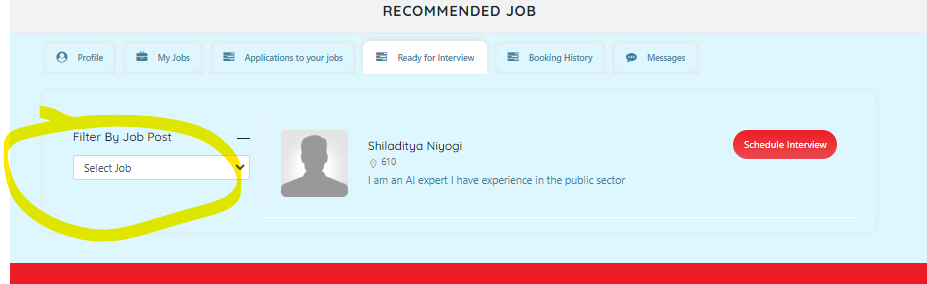 RECOMMENDED JOB
Profile
My Jobs
Applications to your jobs
Ready for Interview
Booking History
Messages
Filter By Job Post
Select Job
Shiladitya Niyogi
610
I am an AI expert I have experience in the public sector
Schedule Interview